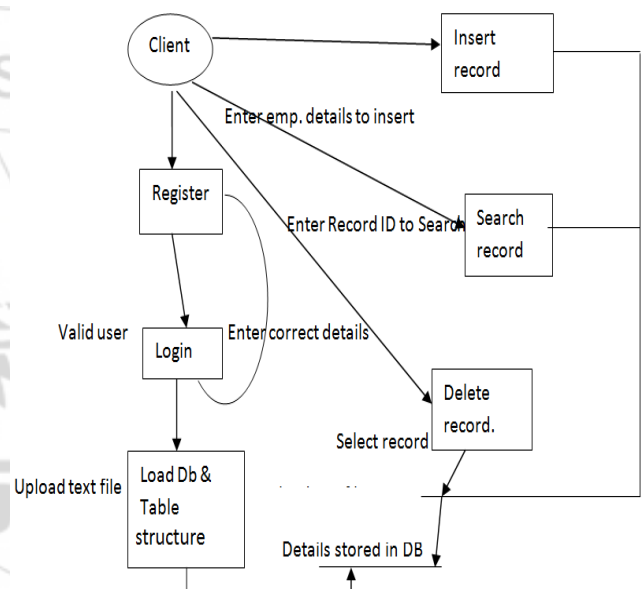 Client
Insert
record
Enter emp. details to insert
Register
Enter Record ID to Search
Search
record
Valid user
Enter correct details
Login
Delete
record.
Select record
Upload text file
Load Db &
Table
structure
Details stored in DB